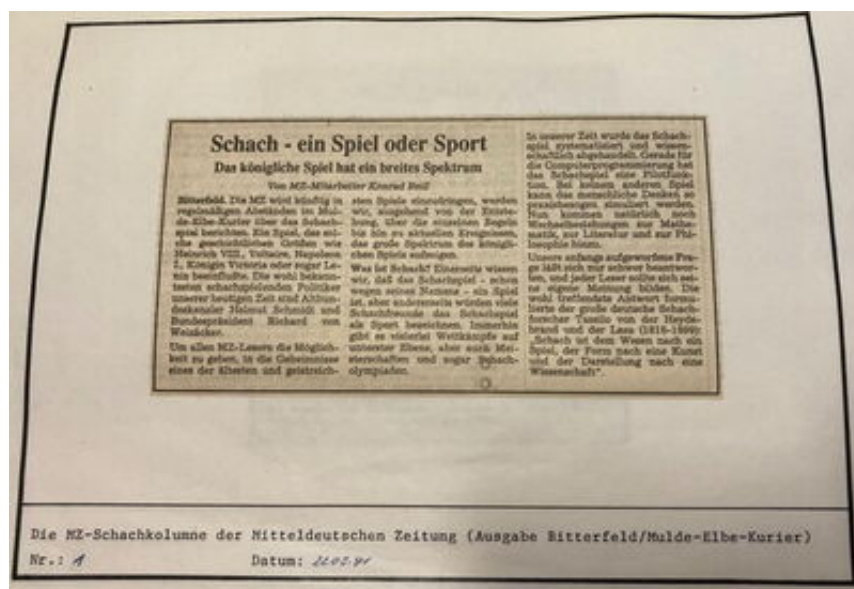 Schach - ein Spiel oder Sport
Das königliche Spiel hat ein breites Spektrum
Von MZ-Mitarbeiter Konrad Reiß
Bitterfeld. Die MZ wird künftig in
regelmäßigen Abständen im Mul-
de-Elbe-Kurier über das Schach-
spiel berichten. Ein Spiel, das sol-
che geschichtlichen Größen wie
Heinrich VIII., Voltaire, Napoleon
I., Königin Victoria oder sogar Le-
nin beeinflußte. Die wohl bekann-
testen schachspielenden Politiker
unserer heutigen Zeit sind Altbun-
deskanzler Helmut Schmidt und
Bundespräsident Richard von
Weizäcker.
Um allen MZ-Lesern die Möglich-
keit zu geben, in die Geheimnisse
eines der ältesten und geistreich-
sten Spiele einzudringen, werden
wir, ausgehend von der Entste-
hung, über die einzelnen Regeln
bis hin zu aktuellen Ereignissen,
das große Spektrum des königli-
chen Spiels aufzeigen.
Was ist Schach? Einerseits wissen
wir, daß das Schachspiel - schon
wegen seines Namens - ein Spiel
ist, aber andererseits würden viele
Schachfreunde das Schachspiel
als Sport bezeichnen. Immerhin
gibt es vielerlei Wettkämpfe auf
unterster Ebene, aber auch Mei-
sterschaften und sogar Schach-
olympiaden.
In unserer Zeit wurde das Schach-
spiel systematisiert und wissen-
schaftlich abgehandelt. Gerade für
die Computerprogrammierung hat
das Schachspiel eine Pilotfunk-
tion. Bei keinem anderen Spiel
kann das menschliche Denken so
praxisbezogen simuliert werden.
Nun kommen natürlich noch
Wechselbeziehungen zur Mathe-
matik, zur Literatur und zur Phi-
losophie hinzu.
Unsere anfangs aufgeworfene Fra-
ge läßt sich nur schwer beantwor-
ten, und jeder Leser sollte sich sei-
ne eigene Meinung bilden. Die
wohl treffendste Antwort formu-
lierte der große deutsche Schach-
forscher Tassilo von der Heyde-
brand und der Lasa (1818-1899):
„Schach ist dem Wesen nach ein
Spiel, der Form nach eine Kunst
und der Darstellung nach eine
Wissenschaft".
Die MZ-Schachkolumne der Mitteldeutschen Zeitung (Ausgabe Bitterfeld/Mulde-Elbe-Kurier)
Nr.: 1 Datum: 22.02.91